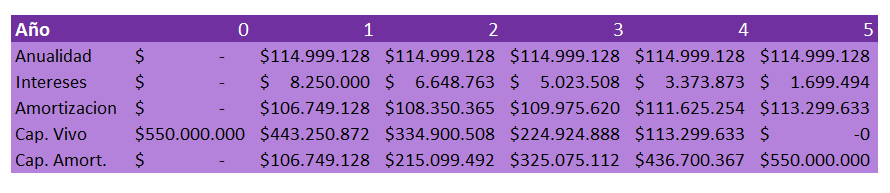 Año 0 1 2 3 4 5
Anualidad $ - $114.999.128 $114.999.128 $114.999.128 $114.999.128 $114.999.128
Intereses $ - $ 8.250.000 $ 6.648.763 $ 5.023.508 $ 3.373.873 $ 1.699.494
Amortizacion $ - $106.749.128 $108.350.365 $109.975.620 $111.625.254 $113.299.633
Cap. Vivo $550.000.000 $443.250.872 $334.900.508 $224.924.888 $113.299.633 $ -0
Cap. Amort. $ - $106.749.128 $215.099.492 $325.075.112 $436.700.367 $550.000.000